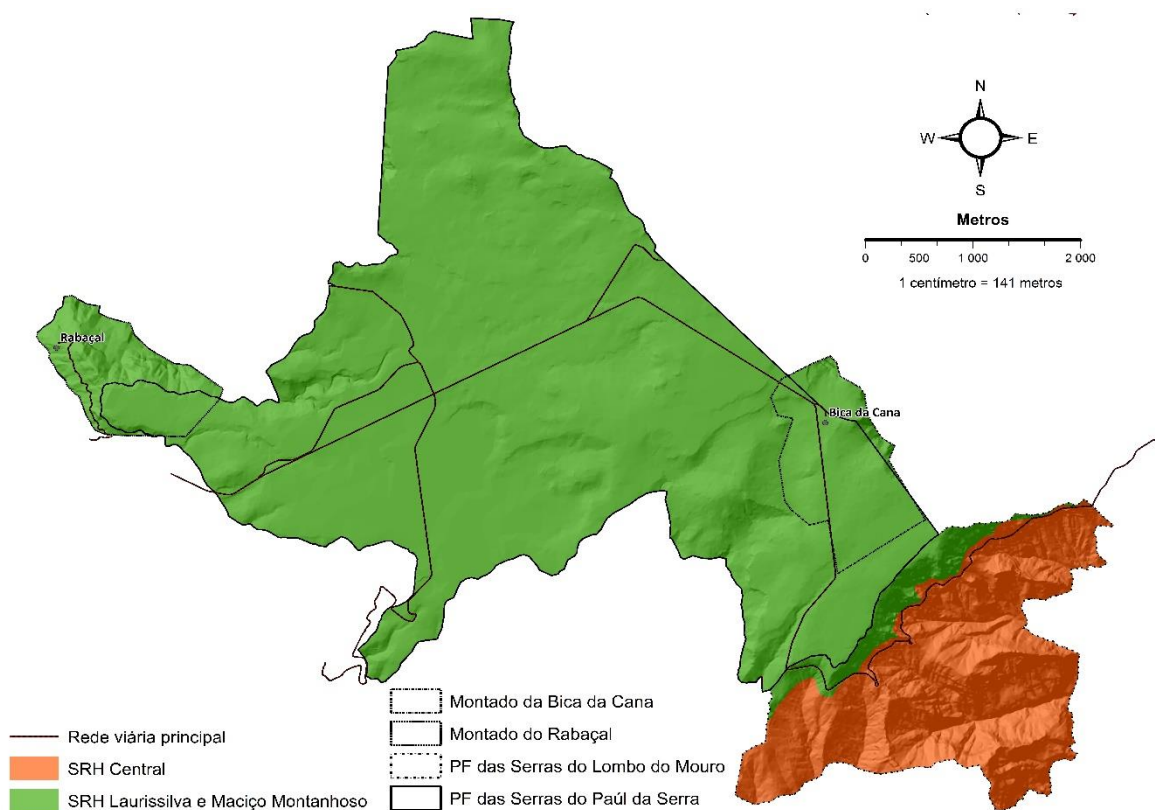 N
W E
S
Metros
0 500 1 000 2 000
1 centímetro = 141 metros
Rabaçal
Bica da Cana
Montado da Bica da Cana
Montado do Rabaçal
Rede viária principal
PF das Serras do Lombo do Mouro
SRH Central
PF das Serras do Paúl da Serra
SRH Laurissilva e Maciço Montanhoso